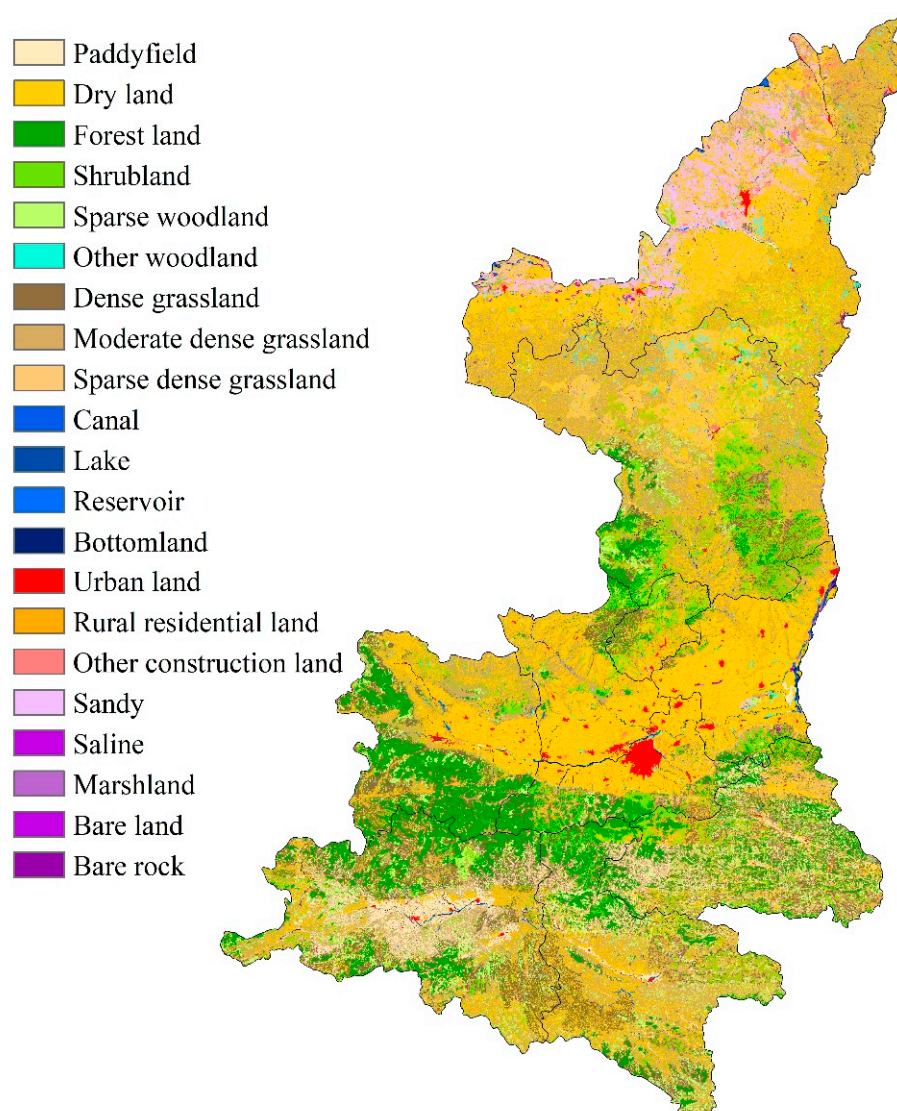 Paddyfield
Dry land
Forest land
Shrubland
Sparse woodland
Other woodland
Dense grassland
Moderate dense grassland
Sparse dense grassland
Canal
Lake
Reservoir
Bottomland
Urban land
Rural residential land
Other construction land
Sandy
Saline
Marshland
Bare land
Bare rock